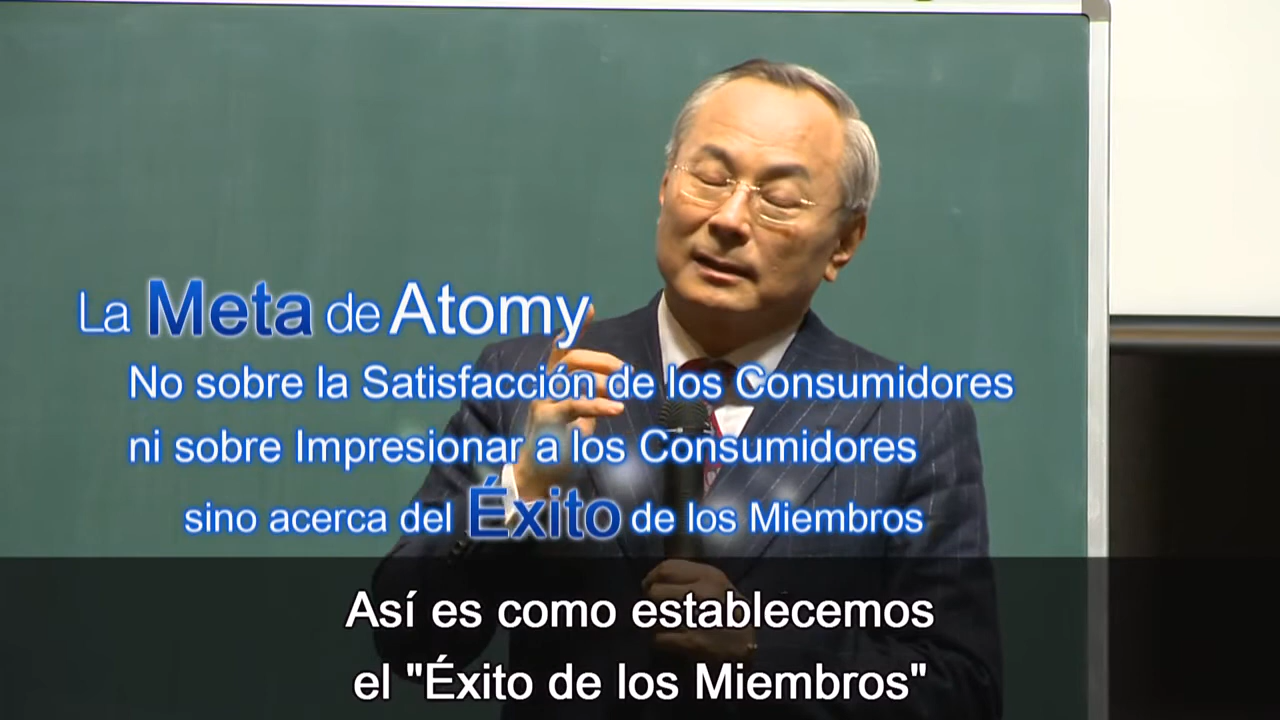 La Meta de Atomy
No sobre la Satisfacción de los Consumidores
ni sobre Impresionar a los Consumidores
sino acerca del Éxito de los Miembros
Así es como establecemos
el "Éxito de los Miembros"